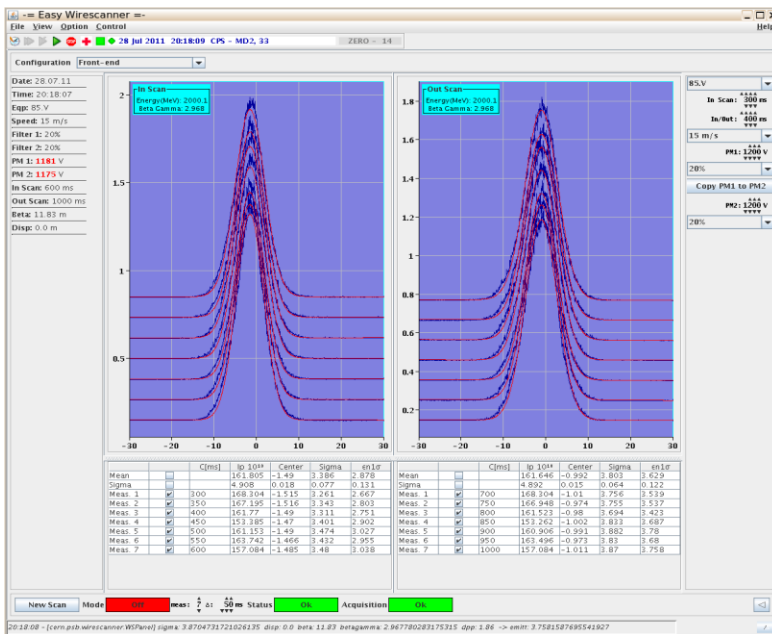 -= Easy Wirescanner =-
File View Option Control Help
28 Jul 2011 20:18:09 CPS - MD2, 33 ZERO - 14
Configuration Front-end
Date: 28.07.11
Time: 20:18:07
Eqp: 85.V
Speed: 15 m/s
Filter 1: 20%
Filter 2: 20%
PM 1: 1181 V
PM 2: 1175 V
In Scan: 600 ms
Out Scan: 1000 ms
Beta: 11.83 m
Disp: 0.0 m
In Scan
Energy(MeV): 2000.1
Beta Gamma: 2.968
2
1.5
1
0.5
-30 -20 -10 0 10 20 30
Out Scan
Energy(MeV): 2000.1
Beta Gamma: 2.968
1.8
1.6
1.4
1.2
1
0.8
0.6
0.4
0.2
-30 -20 -10 0 10 20 30
85.V
In Scan: 300 ms
In/Out: 400 ms
15 m/s
PM1: 1200 V
20%
Copy PM1 to PM2
PM2: 1200 V
20%
C[ms] Ip 10¹⁰ Center Sigma en1σ
Mean 161.805 -1.49 3.386 2.878
Sigma 4.908 0.018 0.077 0.131
Meas. 1 300 168.304 -1.515 3.261 2.667
Meas. 2 350 167.195 -1.516 3.343 2.803
Meas. 3 400 161.77 -1.49 3.311 2.751
Meas. 4 450 153.385 -1.47 3.401 2.902
Meas. 5 500 161.153 -1.49 3.474 3.027
Meas. 6 550 163.742 -1.466 3.432 2.955
Meas. 7 600 157.084 -1.485 3.48 3.038
C[ms] Ip 10¹⁰ Center Sigma en1σ
Mean 161.646 -0.992 3.803 3.629
Sigma 4.892 0.015 0.064 0.122
Meas. 1 700 168.304 -1.01 3.756 3.539
Meas. 2 750 166.948 -0.974 3.755 3.537
Meas. 3 800 161.523 -0.98 3.694 3.423
Meas. 4 850 153.262 -1.002 3.833 3.687
Meas. 5 900 160.906 -0.991 3.882 3.78
Meas. 6 950 163.496 -0.973 3.83 3.68
Meas. 7 1000 157.084 -1.011 3.87 3.758
New Scan Mode Off meas: 7 Δ: 50 ms Status Ok Acquisition Ok
20:18:08 - [cern.psb.wirescanner.WSPanel] sigma: 3.8704731721026135 disp: 0.0 beta: 11.83 betagamma: 2.967780283175315 dpp: 1.86 -> emitt: 3.7581587695541927